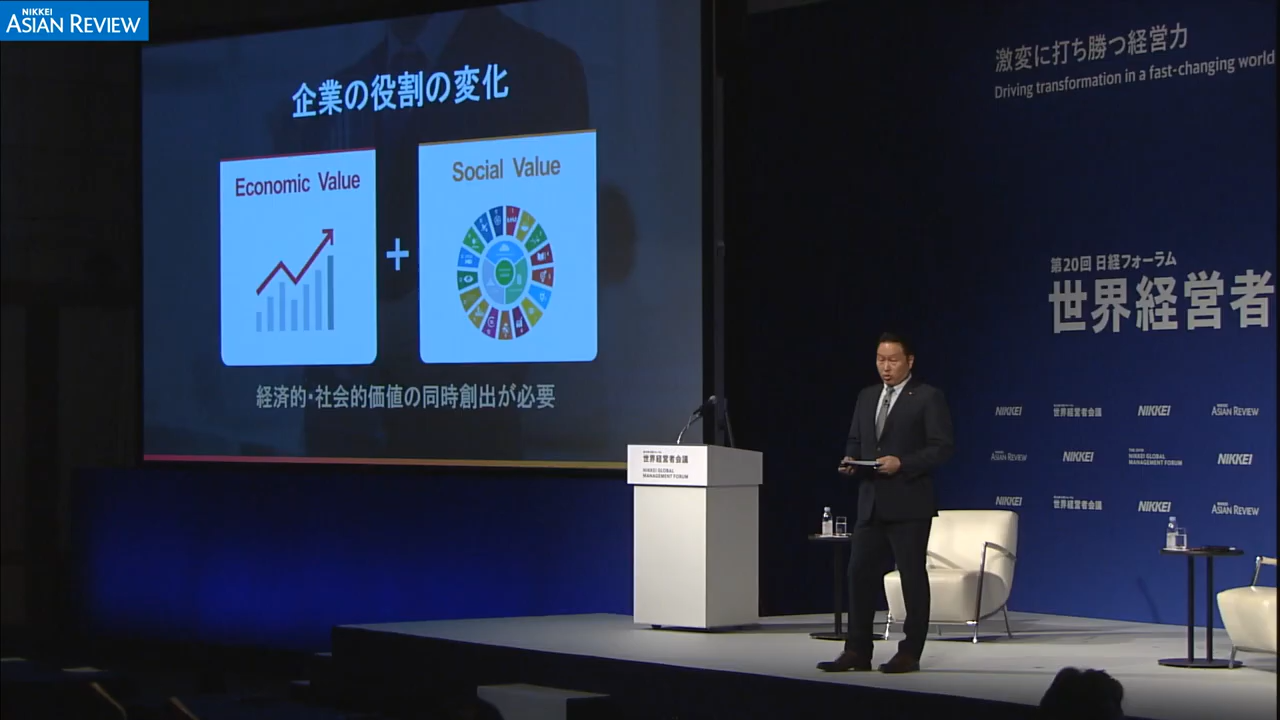 NIKKEI
ASIAN REVIEW
企業の役割の変化
Economic Value
+
Social Value
経済的・社会的価値の同時創出が必要
激変に打ち勝つ経営力
Driving transformation in a fast-changing world
第20回 日経フォーラム
世界経営者
世界経営者会議
NIKKEI GLOBAL
MANAGEMENT FORUM
NIKKEI
世界経営者会議
NIKKEI
ASIAN REVIEW
ASIAN REVIEW
NIKKEI
NIKKEI GLOBAL
MANAGEMENT FORUM
NIKKEI
NIKKEI
世界経営者会議
NIKKEI
ASIAN REVIEW